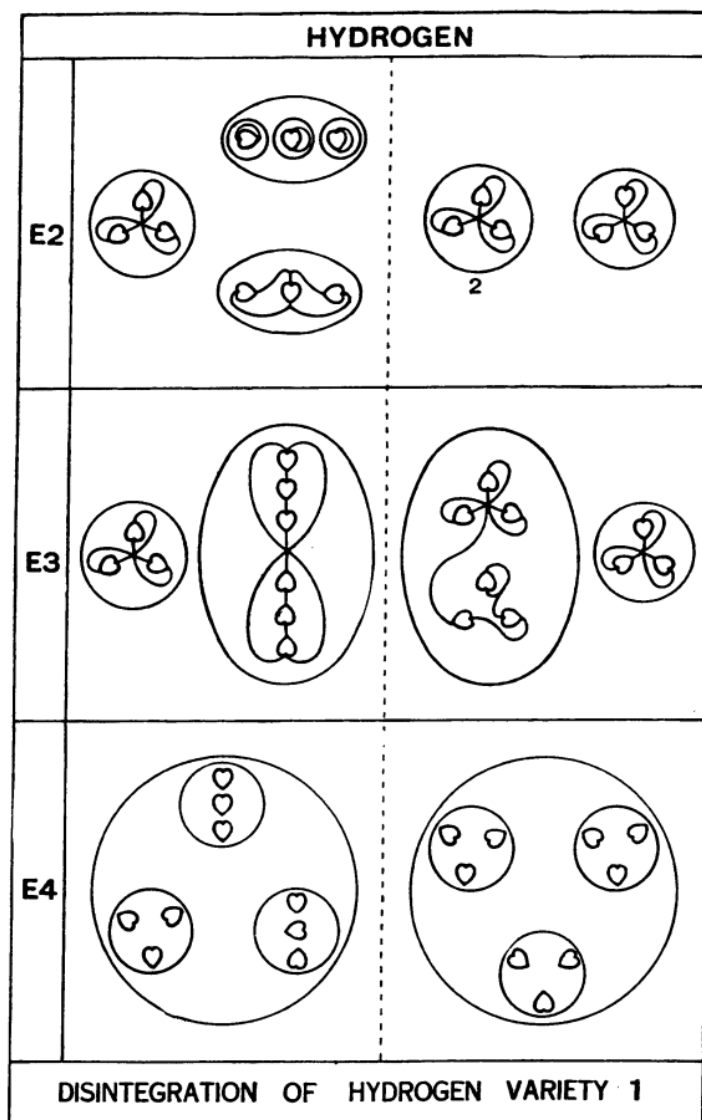 HYDROGEN
E2
2
E3
E4
DISINTEGRATION OF HYDROGEN VARIETY 1